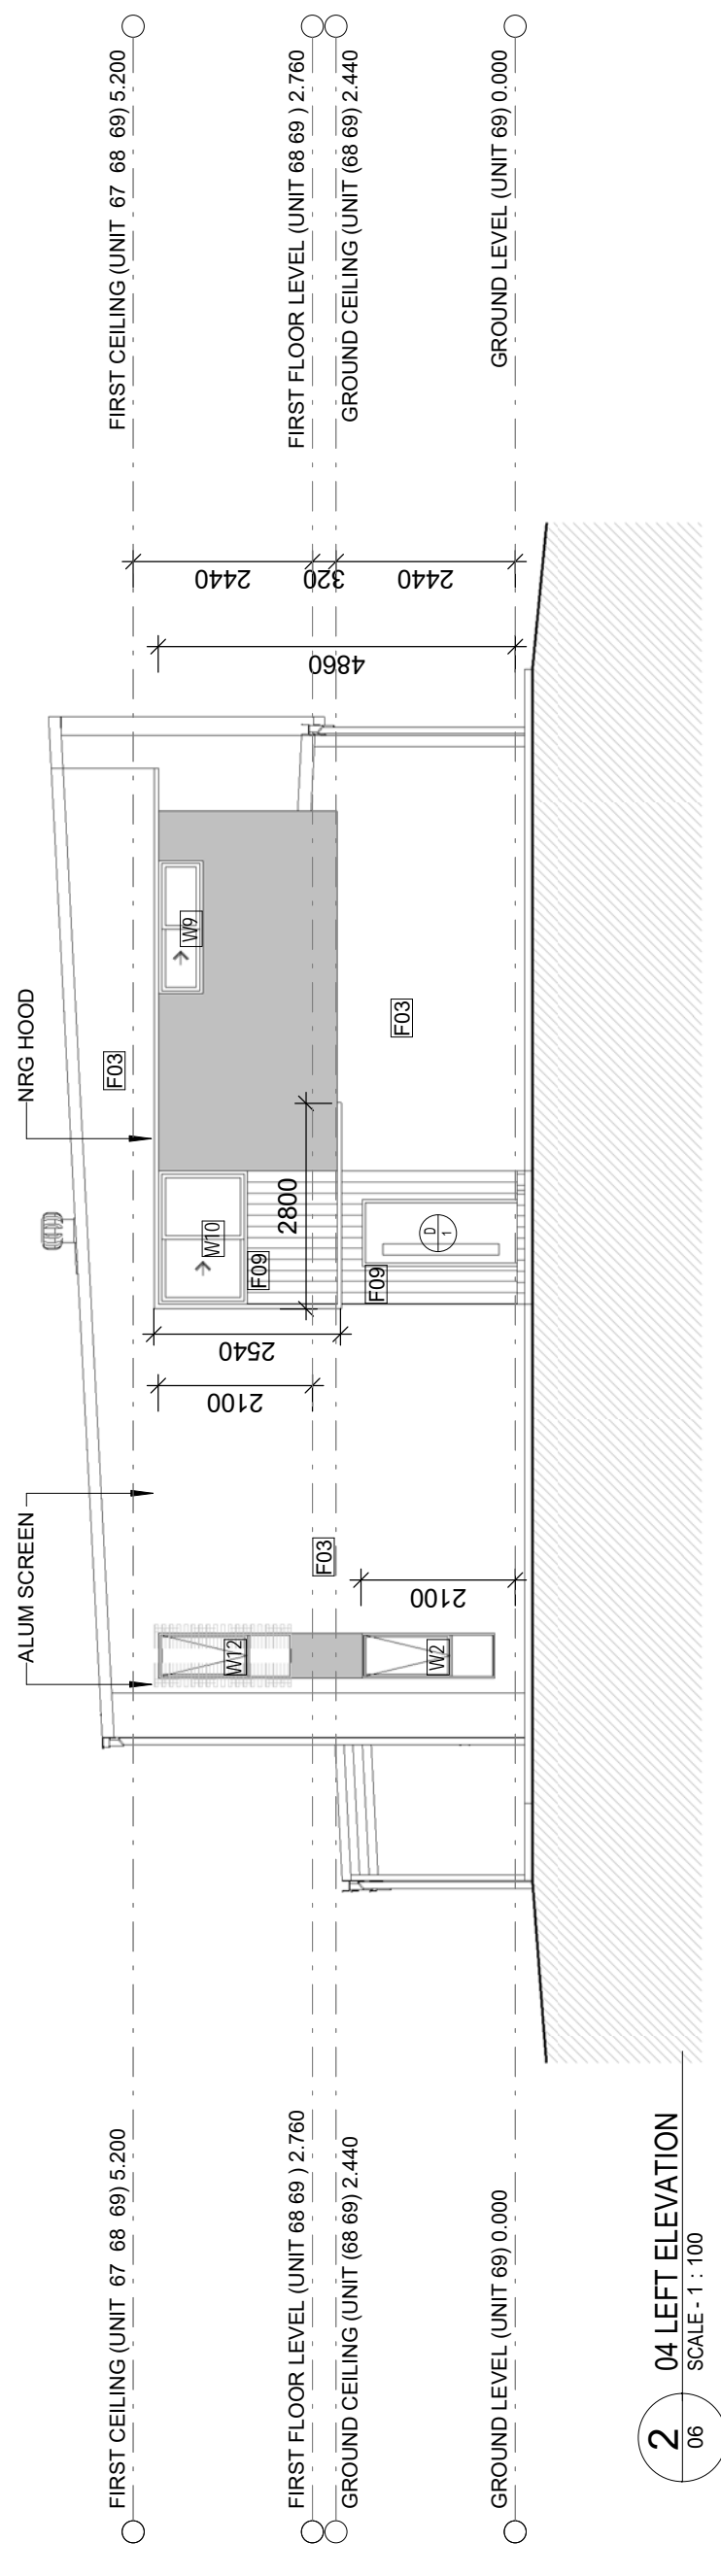 NRG HOOD
ALUM SCREEN
FIRST CEILING (UNIT 67 68 69) 5.200
FIRST CEILING (UNIT 67 68 69) 5.200
FIRST FLOOR LEVEL (UNIT 68 69 ) 2.760
FIRST FLOOR LEVEL (UNIT 68 69 ) 2.760
GROUND CEILING (UNIT (68 69) 2.440
GROUND CEILING (UNIT (68 69) 2.440
GROUND LEVEL (UNIT 69) 0.000
GROUND LEVEL (UNIT 69) 0.000
F03
W9
W10
W12
F09
F09
F03
F03
W2
D
1
2100
2540
2800
2100
4860
2440
320
2440
2
06
04 LEFT ELEVATION
SCALE - 1 : 100